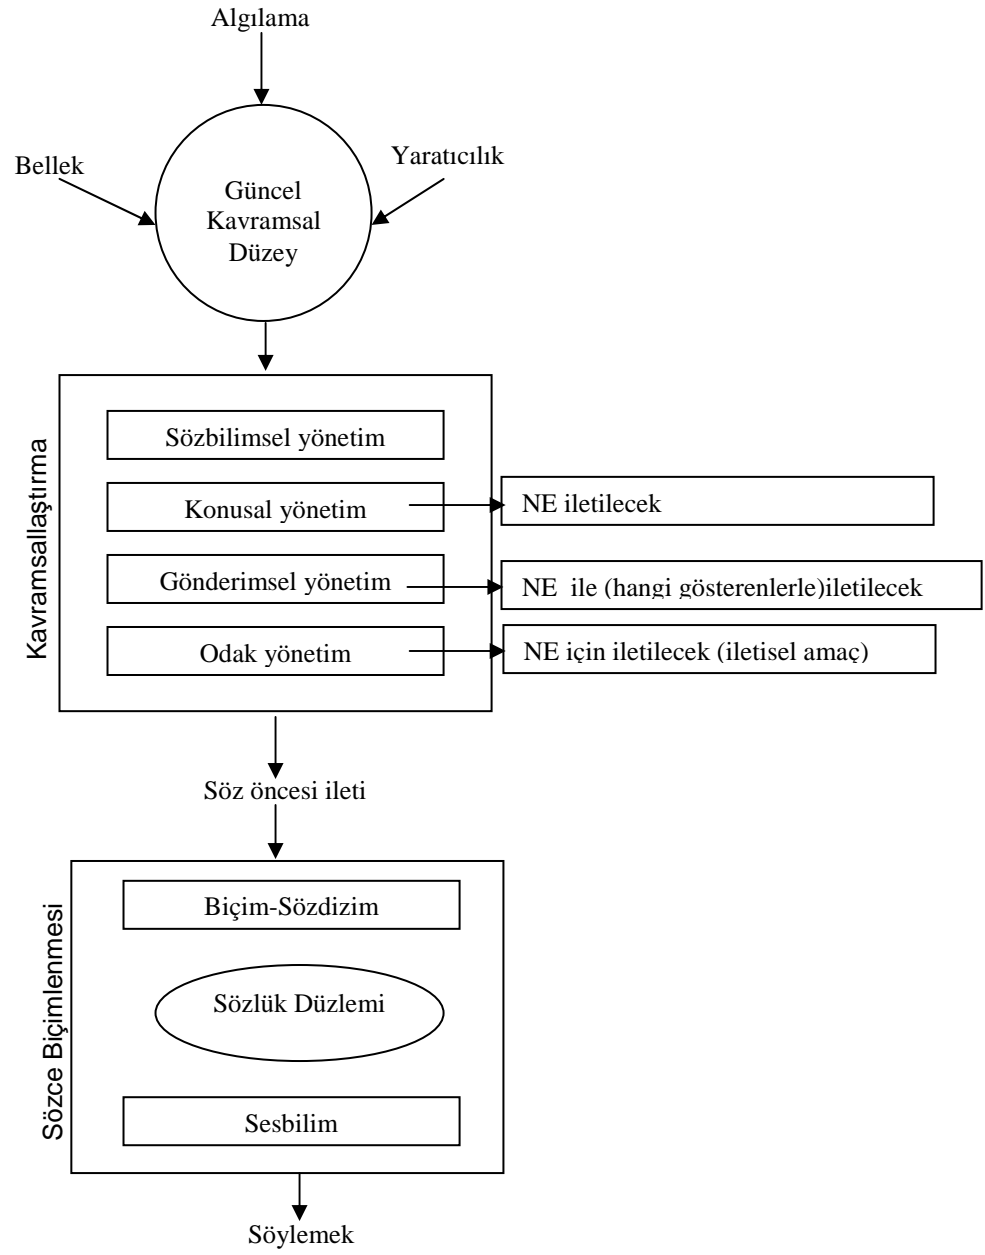 Algılama
Bellek
Yaratıcılık
Güncel
Kavramsal
Düzey
Kavramsallaştırma
Sözbilimsel yönetim
Konusal yönetim
NE iletilecek
Gönderimsel yönetim
NE ile (hangi gösterenlerle)iletilecek
Odak yönetim
NE için iletilecek (iletisel amaç)
Söz öncesi ileti
Sözce Biçimlenmesi
Biçim-Sözdizim
Sözlük Düzlemi
Sesbilim
Söylemek